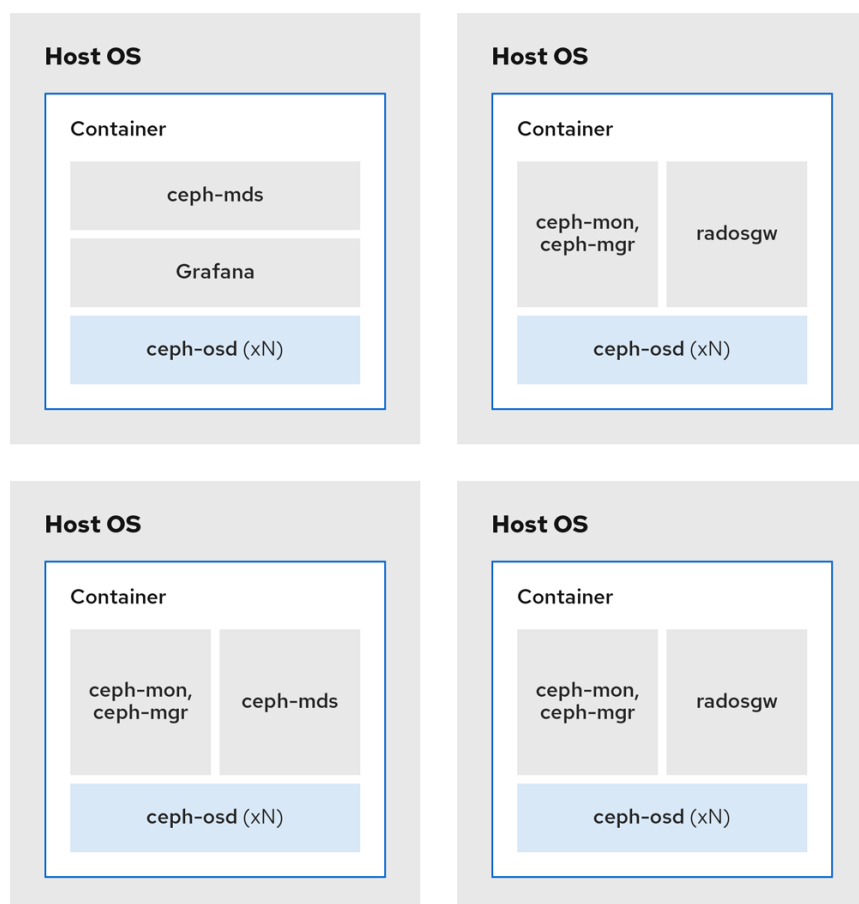 Host OS
Container
ceph-mds
Grafana
ceph-osd (xN)
Host OS
Container
ceph-mon,
ceph-mgr
radosgw
ceph-osd (xN)
Host OS
Container
ceph-mon,
ceph-mgr
ceph-mds
ceph-osd (xN)
Host OS
Container
ceph-mon,
ceph-mgr
radosgw
ceph-osd (xN)